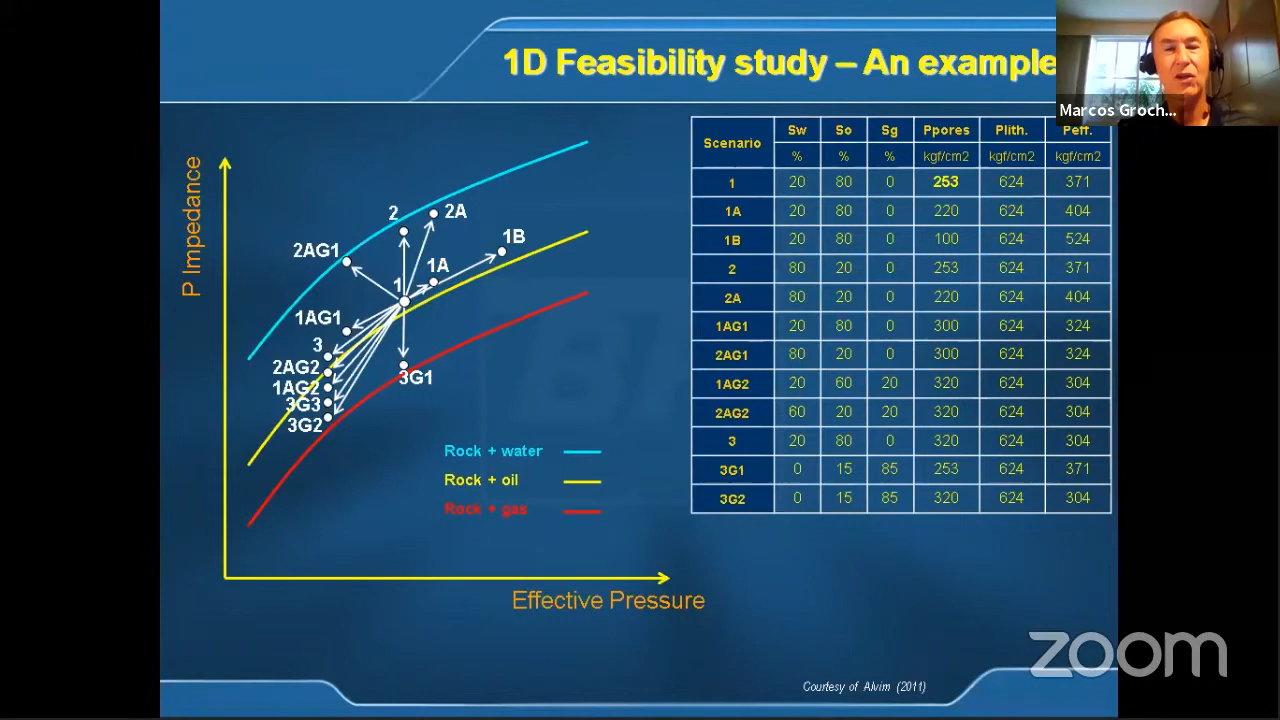 1D Feasibility study – An example
Marcos Groch...
P Impedance
2
2A
2AG1
1B
1A
1
1AG1
3
2AG2
1AG2
3G3
3G2
3G1
Rock + water
Rock + oil
Rock + gas
Effective Pressure
Scenario Sw So Sg Ppores Plith. Peff.
% % % kgf/cm2 kgf/cm2 kgf/cm2
1 20 80 0 253 624 371
1A 20 80 0 220 624 404
1B 20 80 0 100 624 524
2 80 20 0 253 624 371
2A 80 20 0 220 624 404
1AG1 20 80 0 300 624 324
2AG1 80 20 0 300 624 324
1AG2 20 60 20 320 624 304
2AG2 60 20 20 320 624 304
3 20 80 0 320 624 304
3G1 0 15 85 253 624 371
3G2 0 15 85 320 624 304
zoom
Courtesy of Alvim (2011)